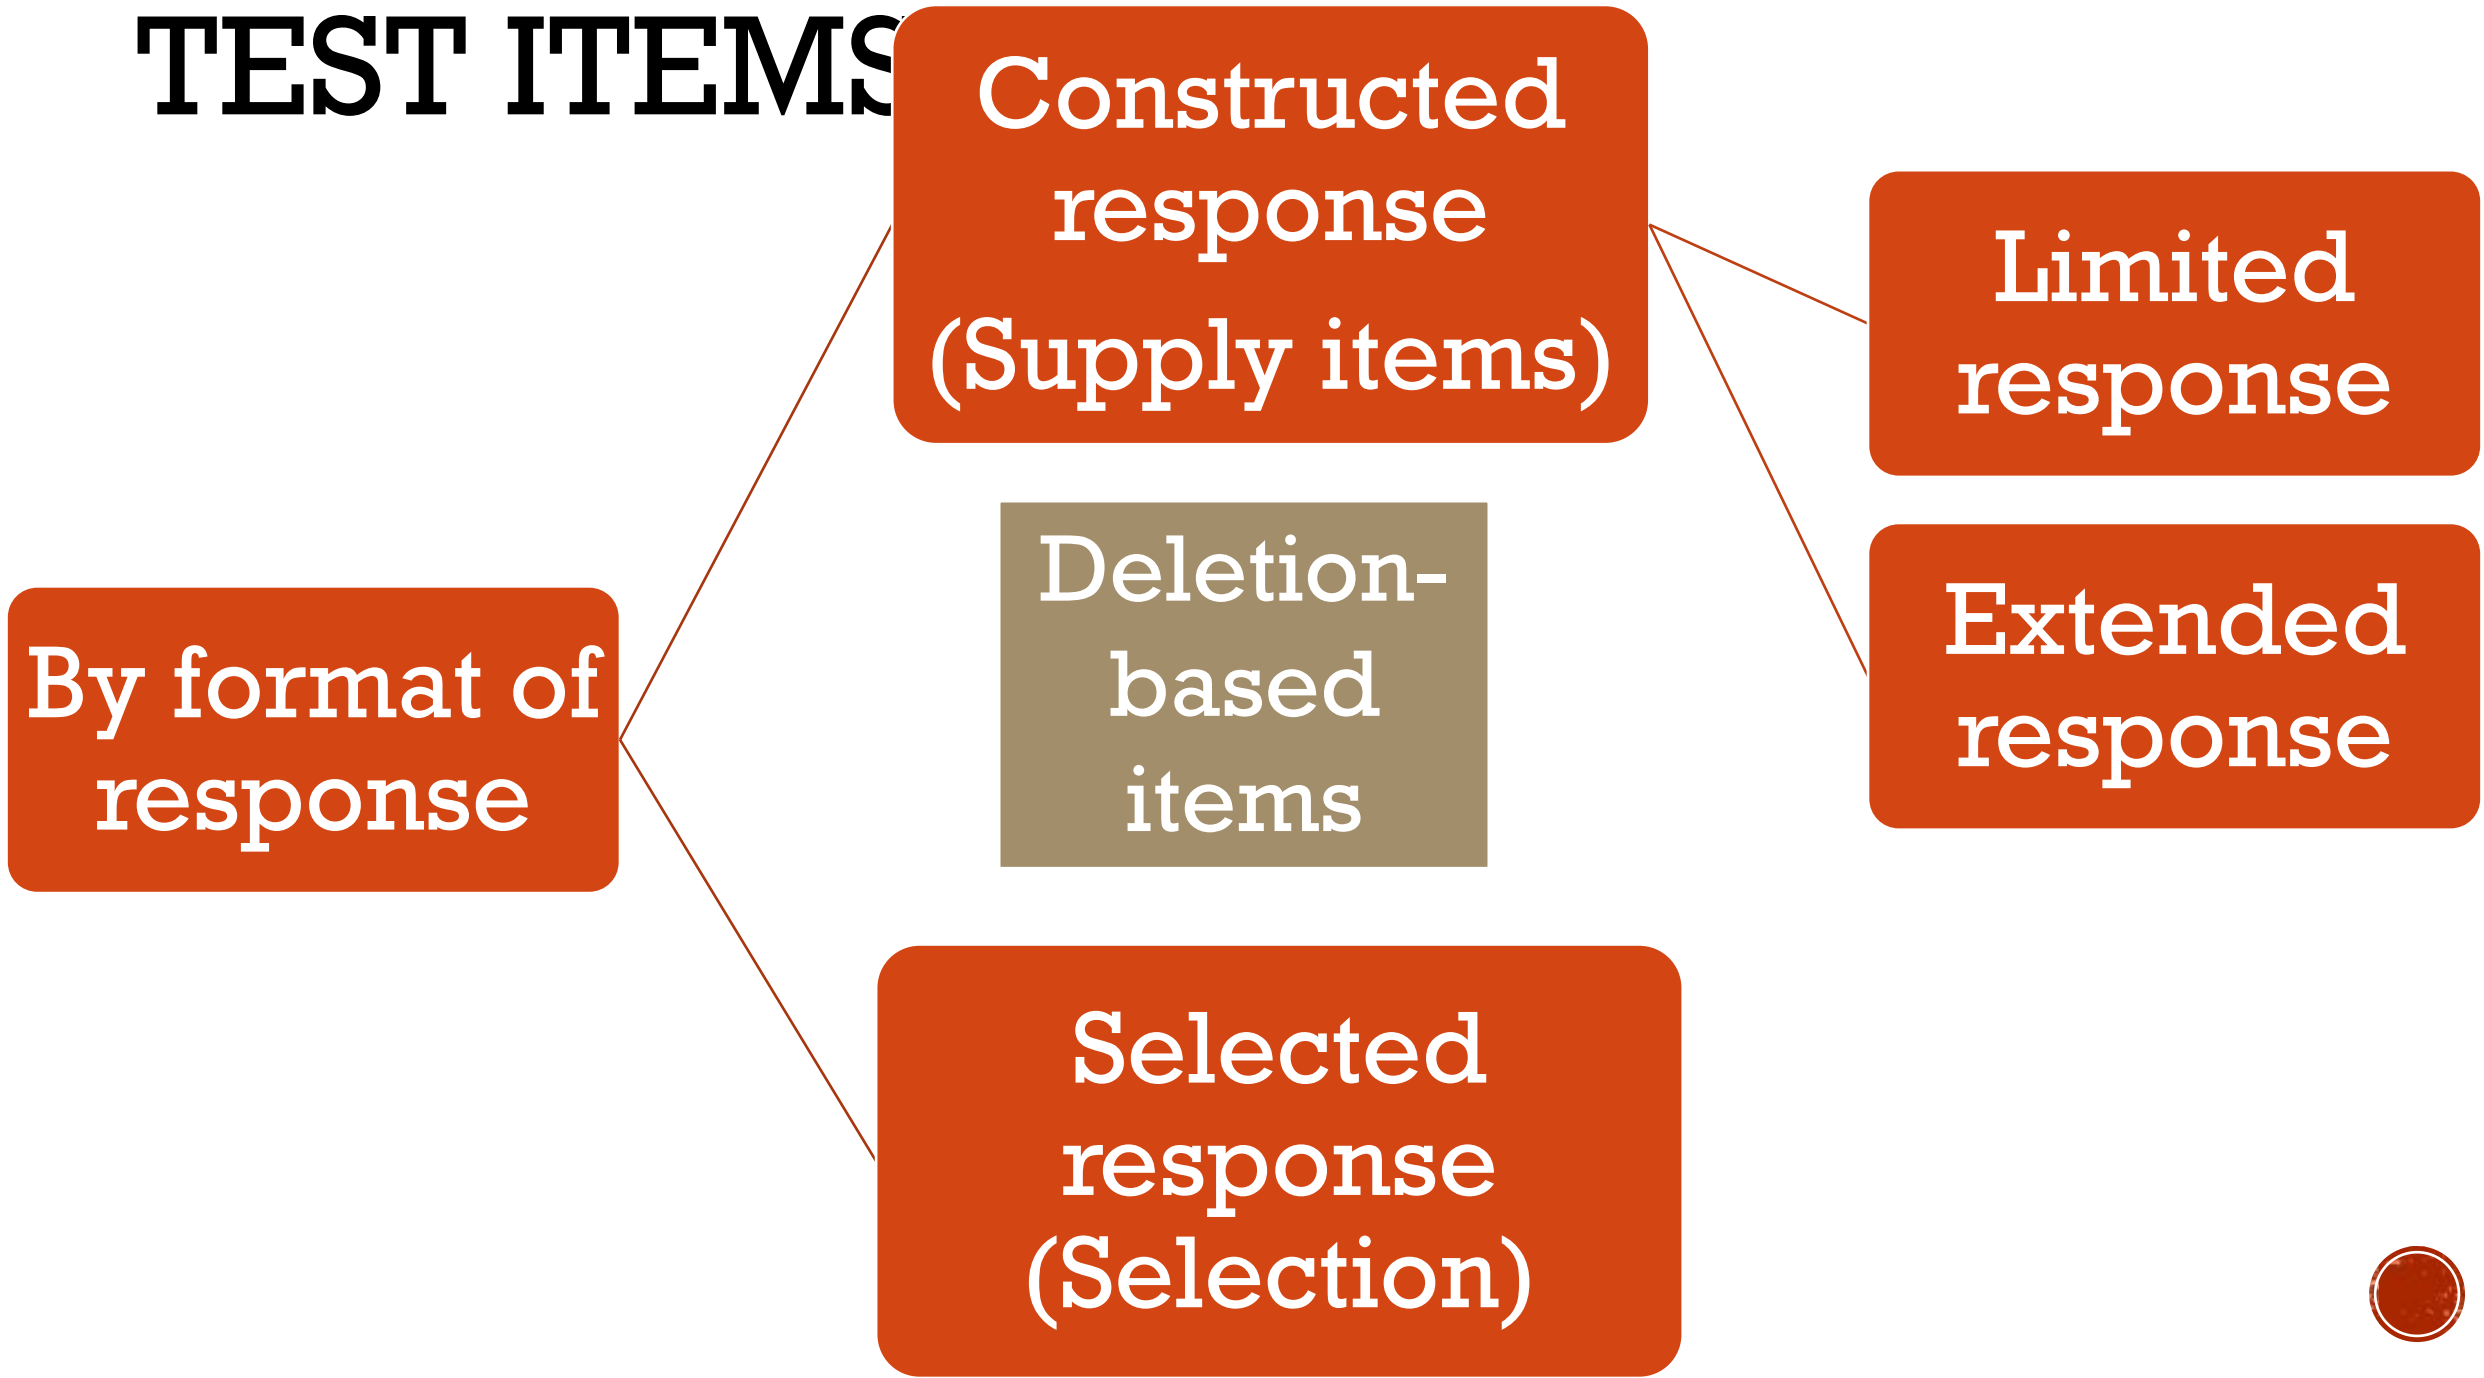 TEST ITEMS
Constructed
response
(Supply items)
Limited
response
Deletion-
based
items
Extended
response
By format of
response
Selected
response
(Selection)